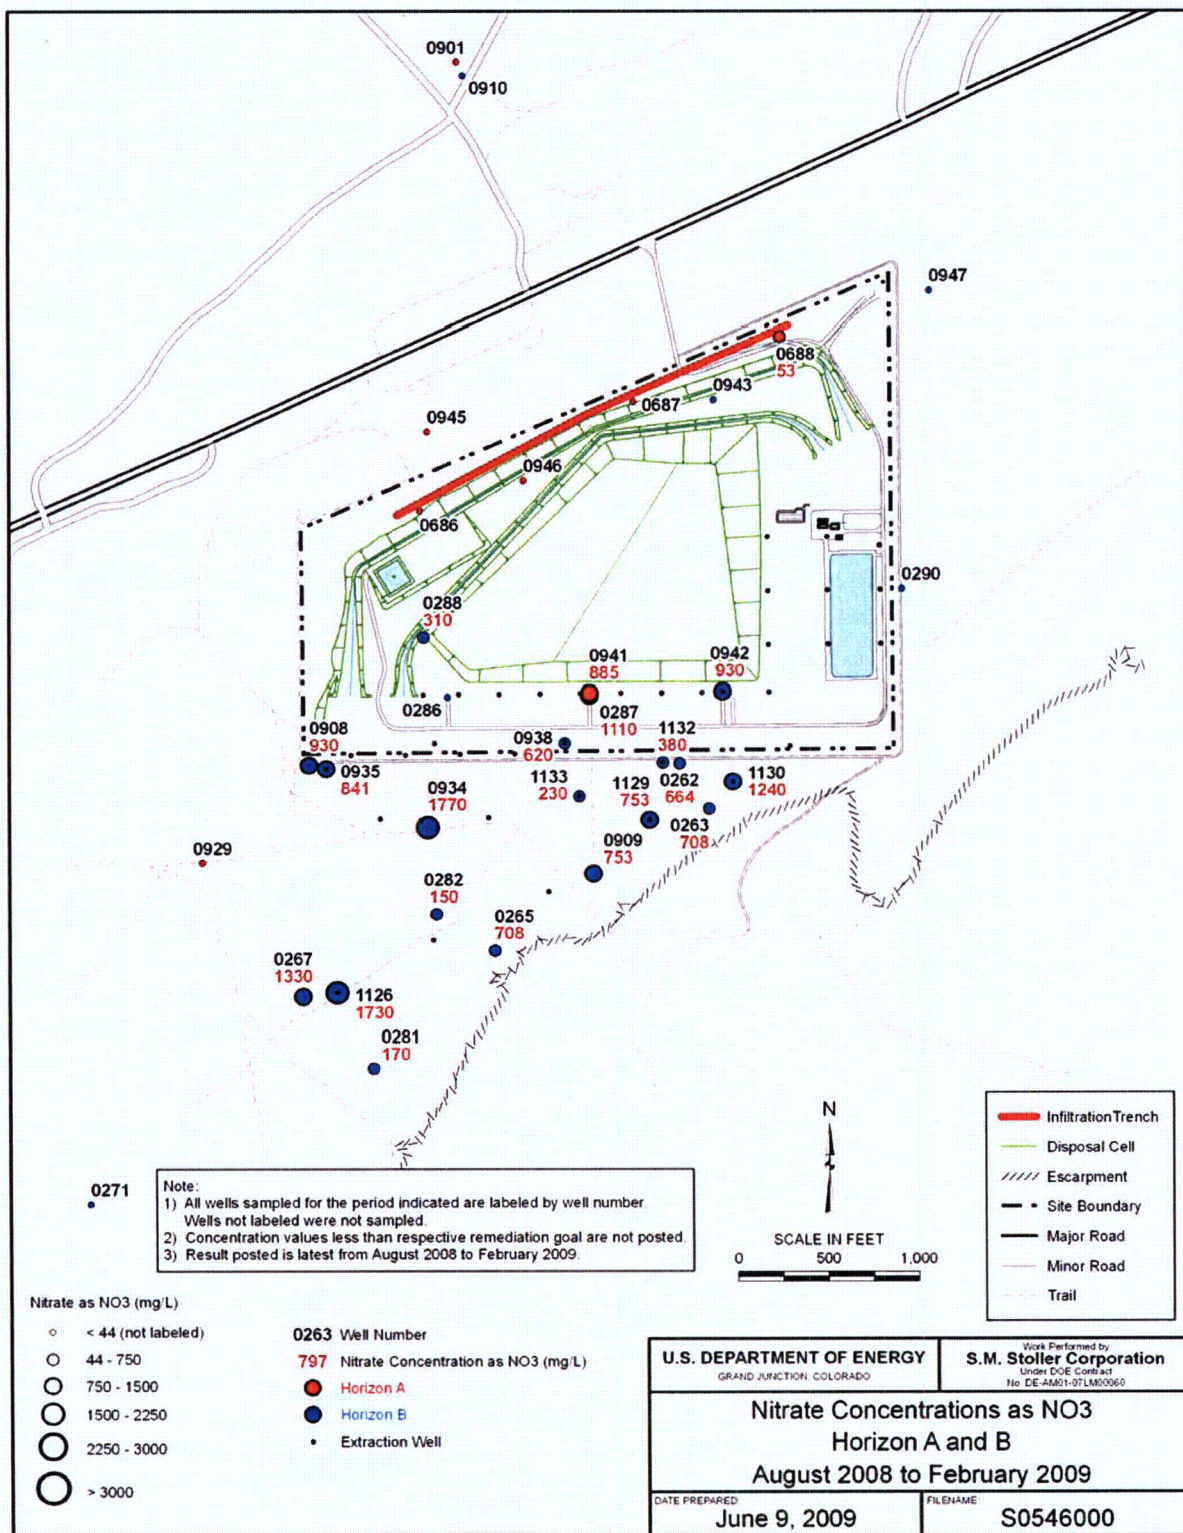 0901
0910
0947
0688
53
0943
0687
0945
0946
0686
0290
0288
310
0941
885
0942
930
0286
0287
1110
0908
930
0938
620
1132
380
0935
841
0934
1770
1133
230
1129
753
0262
664
1130
1240
0263
708
0909
753
0929
0282
150
0265
708
0267
1330
1126
1730
0281
170
0271
Note:
1) All wells sampled for the period indicated are labeled by well number.
Wells not labeled were not sampled.
2) Concentration values less than respective remediation goal are not posted.
3) Result posted is latest from August 2008 to February 2009.
N
SCALE IN FEET
0 500 1,000
Infiltration Trench
Disposal Cell
Escarpment
Site Boundary
Major Road
Minor Road
Trail
Nitrate as NO3 (mg/L)
< 44 (not labeled)
44 - 750
750 - 1500
1500 - 2250
2250 - 3000
> 3000
0263 Well Number
797 Nitrate Concentration as NO3 (mg/L)
Horizon A
Horizon B
Extraction Well
U.S. DEPARTMENT OF ENERGY
GRAND JUNCTION, COLORADO
Work Performed by
S.M. Stoller Corporation
Under DOE Contract
No. DE-AM01-07LM00060
Nitrate Concentrations as NO3
Horizon A and B
August 2008 to February 2009
DATE PREPARED:
June 9, 2009
FILENAME:
S0546000